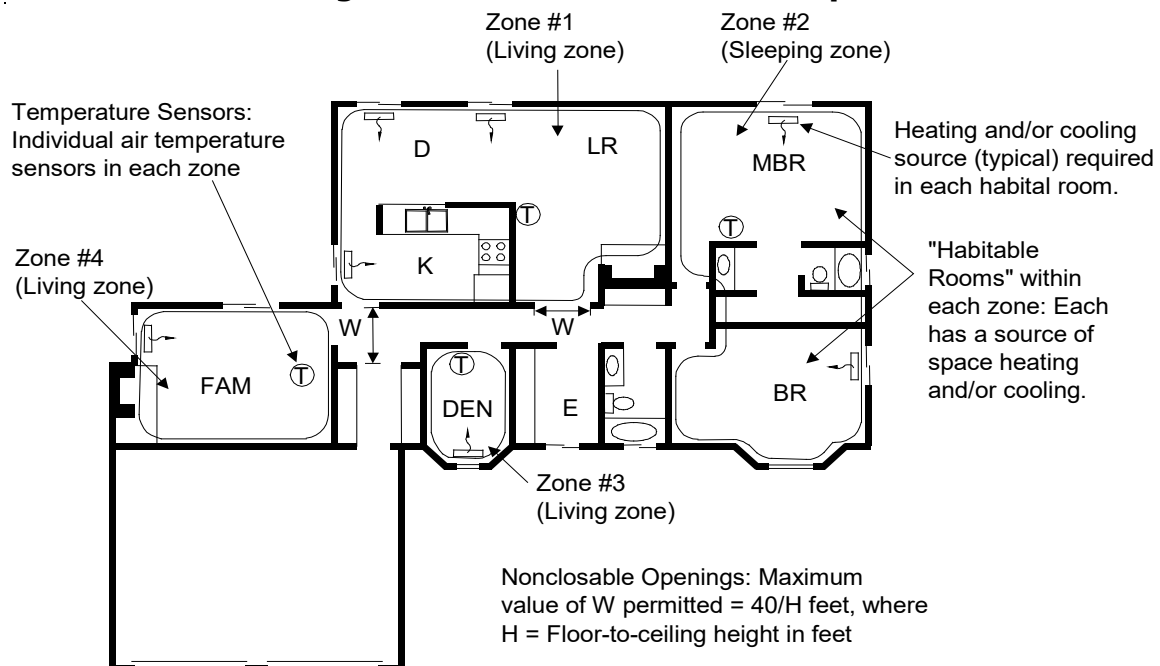 Zone #1
(Living zone)
Zone #2
(Sleeping zone)
Temperature Sensors:
Individual air temperature
sensors in each zone
Heating and/or cooling
source (typical) required
in each habital room.
D
LR
MBR
T
T
K
Zone #4
(Living zone)
"Habitable
Rooms" within
each zone: Each
has a source of
space heating
and/or cooling.
W
W
T
T
FAM
DEN
E
BR
Zone #3
(Living zone)
Nonclosable Openings: Maximum
value of W permitted = 40/H feet, where
H = Floor-to-ceiling height in feet